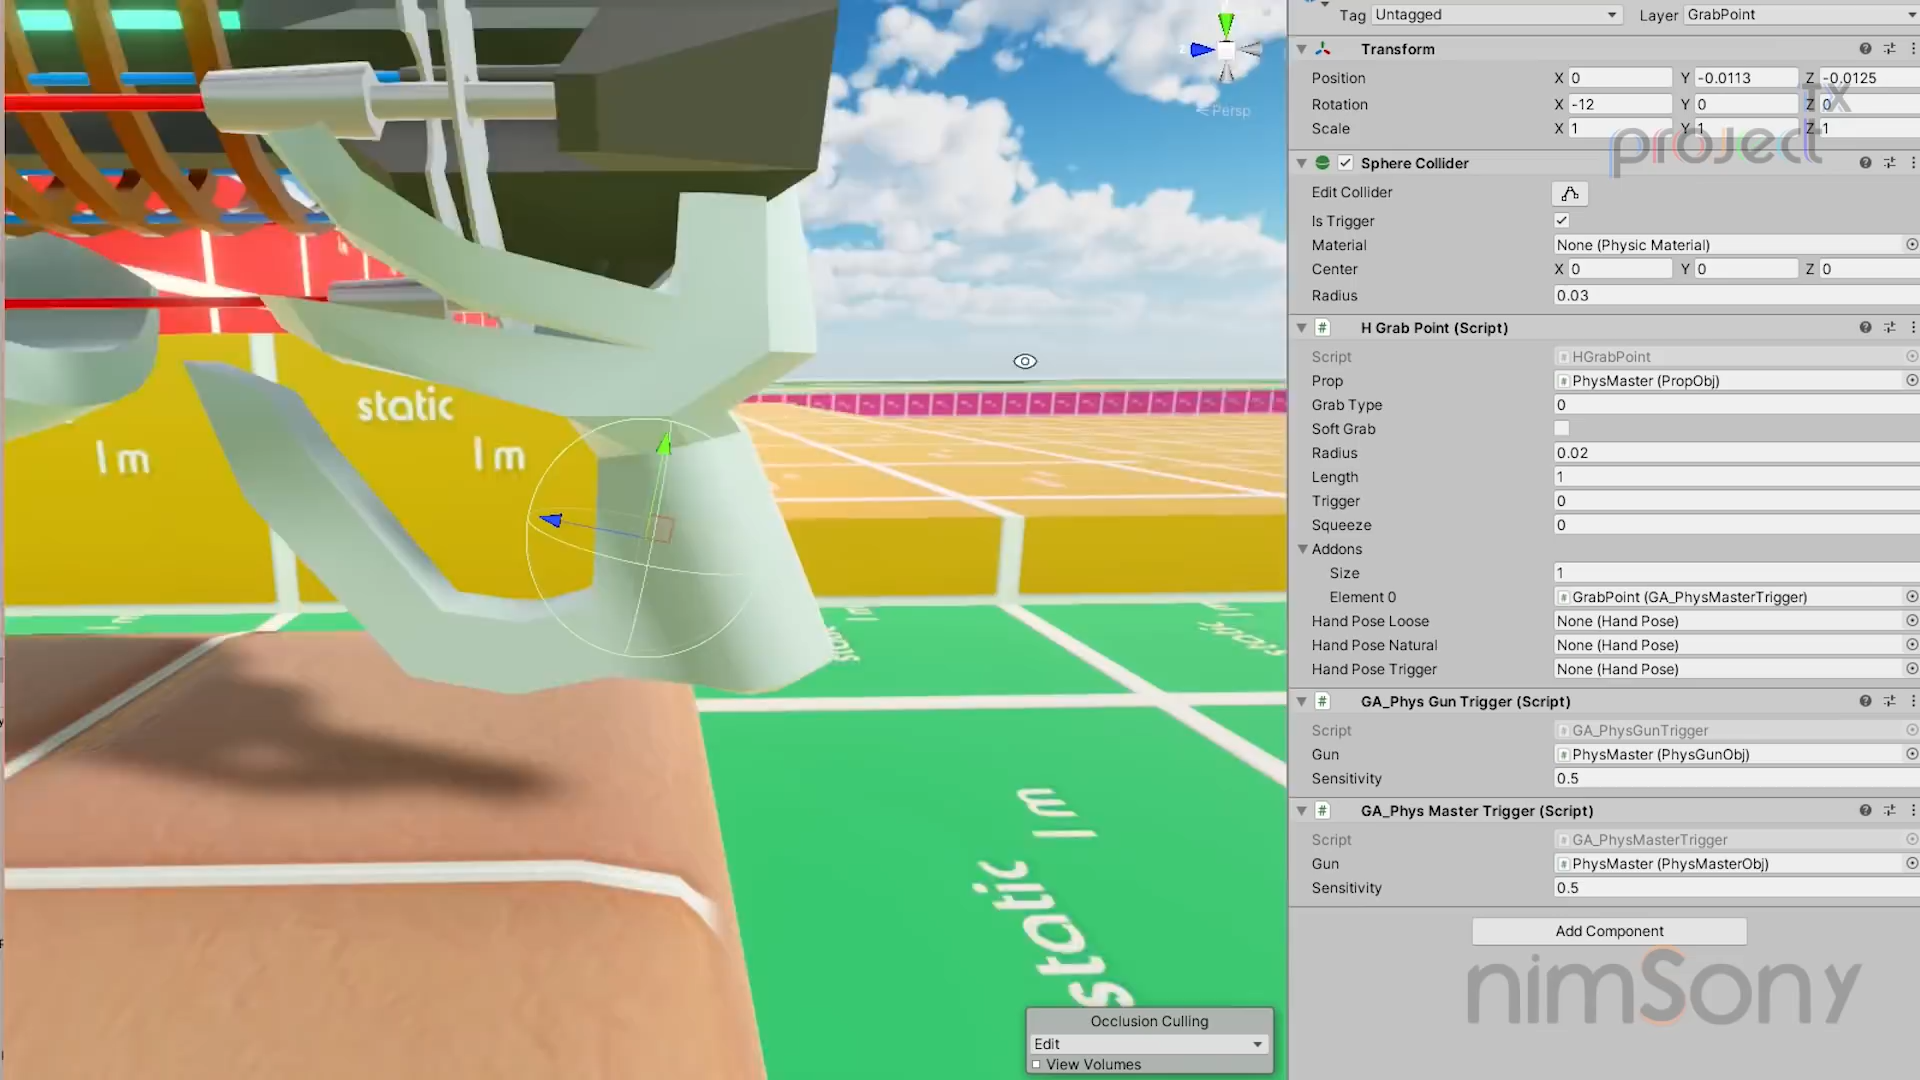 Tag Untagged Layer GrabPoint
Transform
Position X 0 Y -0.0113 Z -0.0125
Rotation X -12 Y 0 Z 0
Scale X 1 Y 1 Z 1
project tx
z
Persp
Sphere Collider
Edit Collider
Is Trigger
Material None (Physic Material)
Center X 0 Y 0 Z 0
Radius 0.03
H Grab Point (Script)
Script HGrabPoint
Prop PhysMaster (PropObj)
Grab Type 0
Soft Grab
Radius 0.02
Length 1
Trigger 0
Squeeze 0
Addons
Size 1
Element 0 GrabPoint (GA_PhysMasterTrigger)
Hand Pose Loose None (Hand Pose)
Hand Pose Natural None (Hand Pose)
Hand Pose Trigger None (Hand Pose)
GA_Phys Gun Trigger (Script)
Script GA_PhysGunTrigger
Gun PhysMaster (PhysGunObj)
Sensitivity 0.5
GA_Phys Master Trigger (Script)
Script GA_PhysMasterTrigger
Gun PhysMaster (PhysMasterObj)
Sensitivity 0.5
Add Component
nimSony
static
1 m
1 m
static
static
1 m
static
Occlusion Culling
Edit
View Volumes